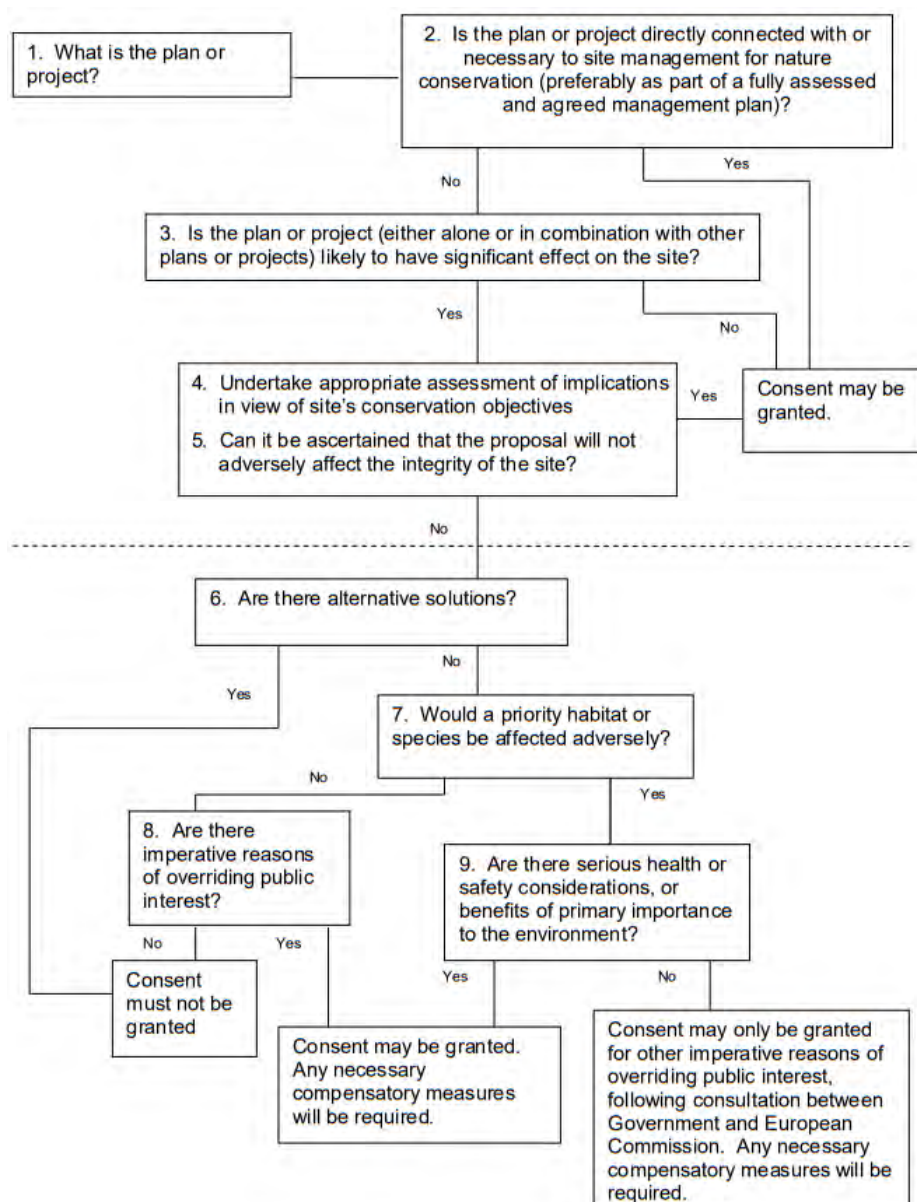 1. What is the plan or
project?
2. Is the plan or project directly connected with or
necessary to site management for nature
conservation (preferably as part of a fully assessed
and agreed management plan)?
No
Yes
3. Is the plan or project (either alone or in combination with other
plans or projects) likely to have significant effect on the site?
Yes
No
4. Undertake appropriate assessment of implications
in view of site's conservation objectives
5. Can it be ascertained that the proposal will not
adversely affect the integrity of the site?
Yes
Consent may be
granted.
No
6. Are there alternative solutions?
Yes
No
7. Would a priority habitat or
species be affected adversely?
No
Yes
8. Are there
imperative reasons
of overriding public
interest?
9. Are there serious health or
safety considerations, or
benefits of primary importance
to the environment?
No
Yes
Yes
No
Consent
must not be
granted
Consent may be granted.
Any necessary
compensatory measures
will be required.
Consent may only be granted
for other imperative reasons of
overriding public interest,
following consultation between
Government and European
Commission. Any necessary
compensatory measures will be
required.